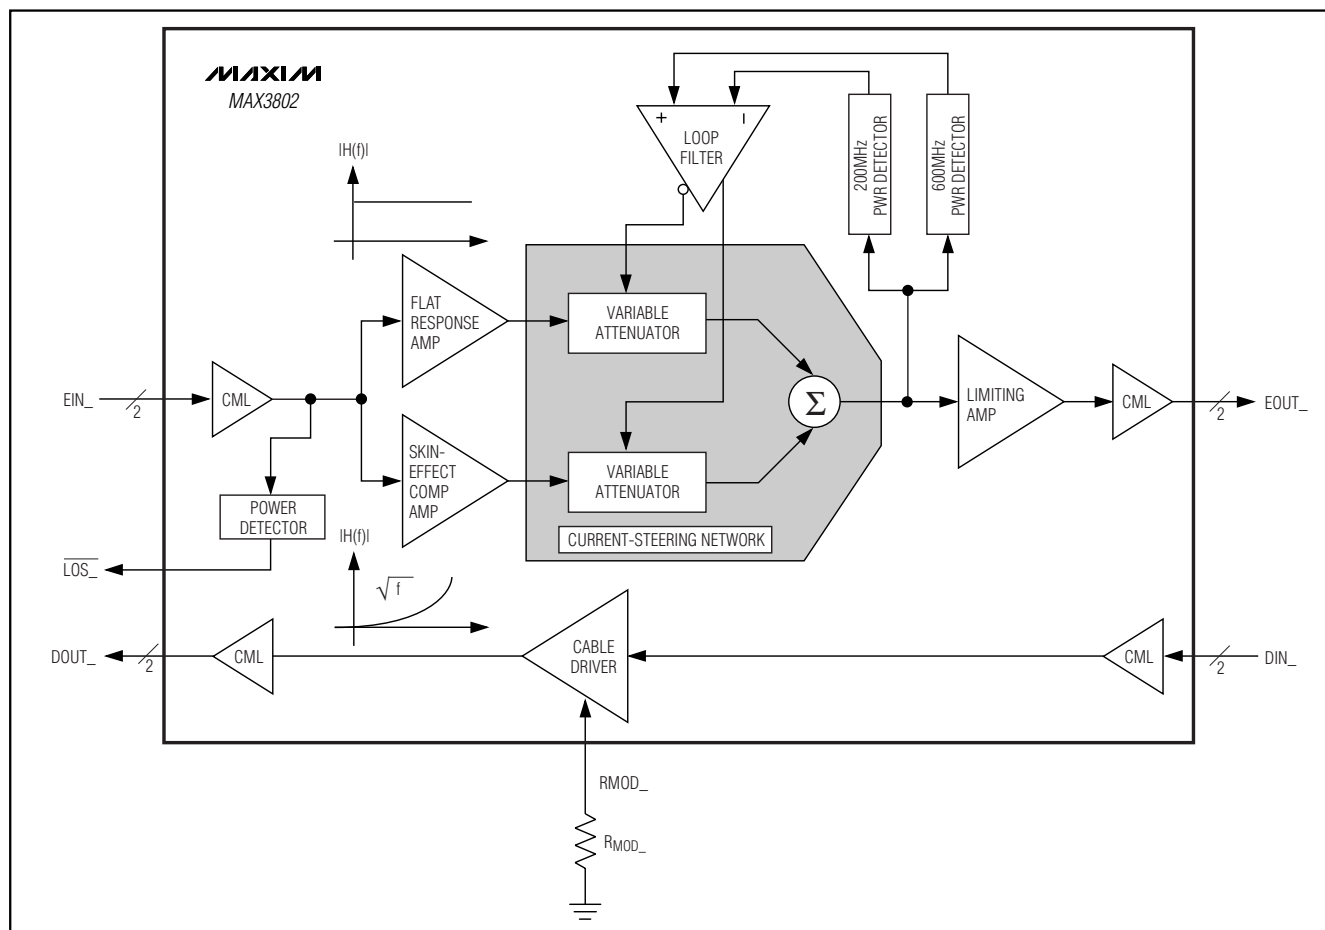 MAXIM
MAX3802
+
−
LOOP
FILTER
200MHz
PWR DETECTOR
600MHz
PWR DETECTOR
|H(f)|
FLAT
RESPONSE
AMP
VARIABLE
ATTENUATOR
EIN_
2
CML
Σ
LIMITING
AMP
CML
2
EOUT_
SKIN-
EFFECT
COMP
AMP
VARIABLE
ATTENUATOR
POWER
DETECTOR
CURRENT-STEERING NETWORK
|H(f)|
LOS_
√f
DOUT_
2
CML
CABLE
DRIVER
CML
2
DIN_
RMOD_
RMOD_